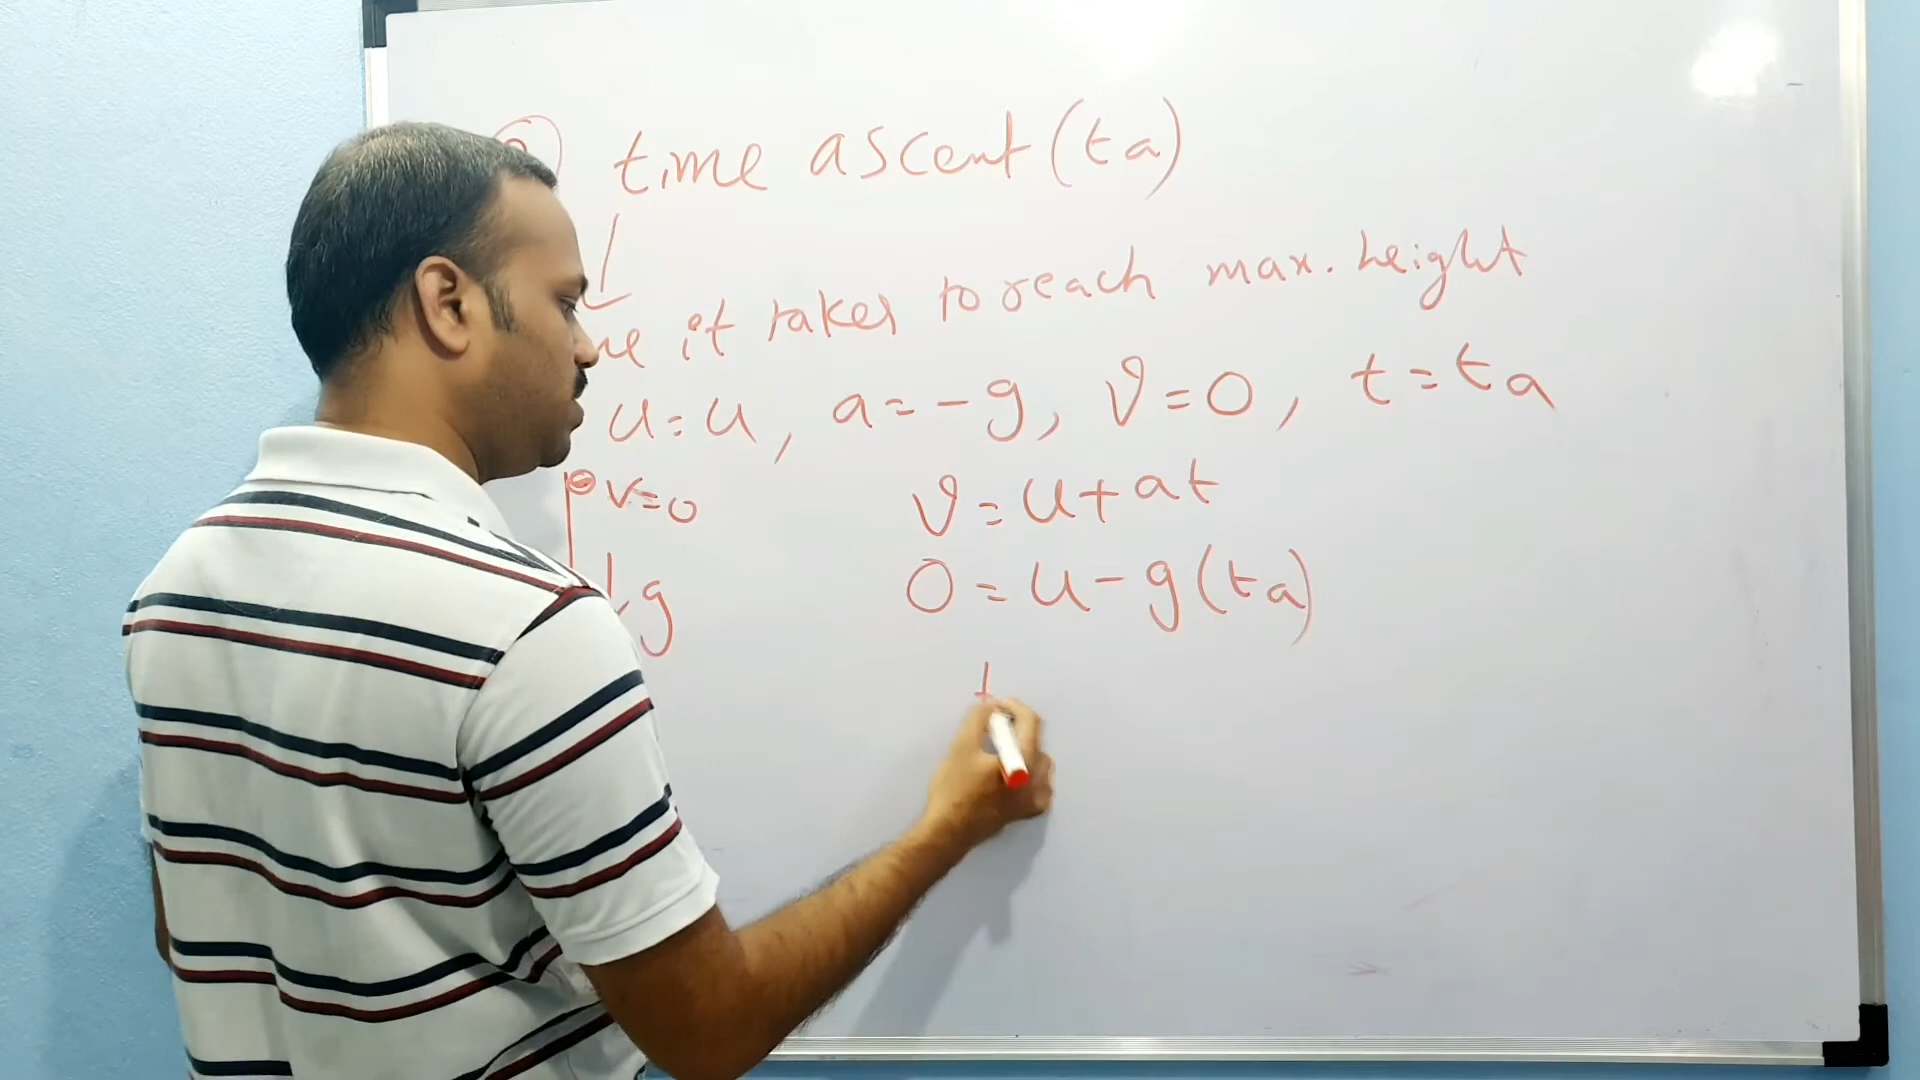 time ascent (ta)
it takes to reach max. height
u = u, a = -g, v = 0, t = ta
v = 0
v = u + at
g
0 = u - g(ta)
t